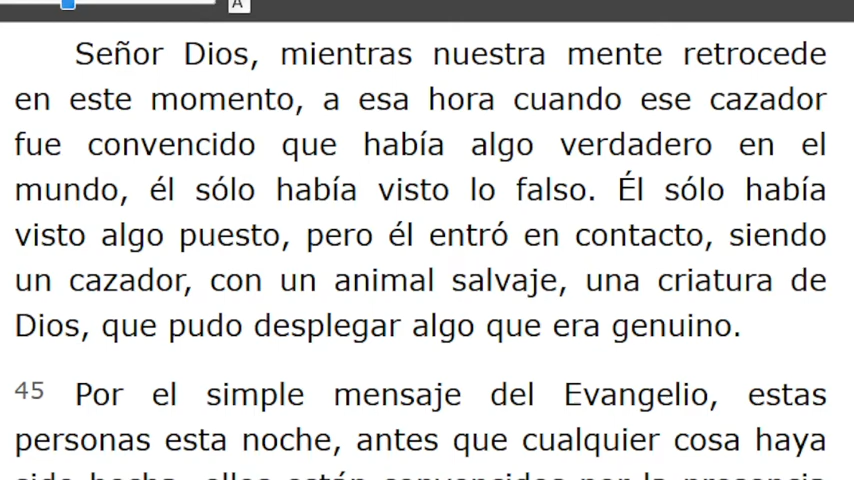 A
Señor Dios, mientras nuestra mente retrocede
en este momento, a esa hora cuando ese cazador
fue convencido que había algo verdadero en el
mundo, él sólo había visto lo falso. Él sólo había
visto algo puesto, pero él entró en contacto, siendo
un cazador, con un animal salvaje, una criatura de
Dios, que pudo desplegar algo que era genuino.
45 Por el simple mensaje del Evangelio, estas
personas esta noche, antes que cualquier cosa haya